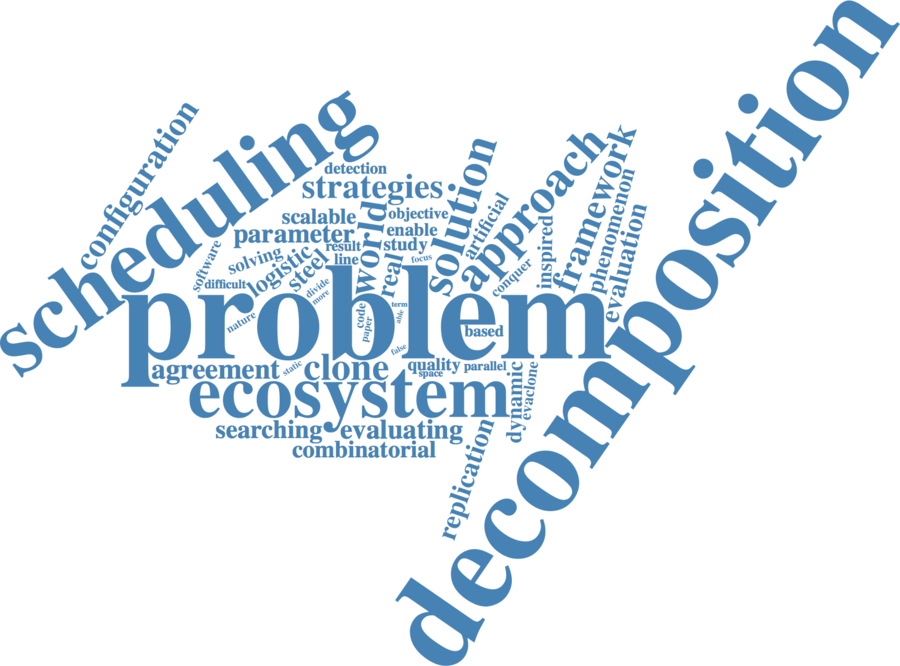 decomposition
configuration
scheduling
detection
strategies
solution
approach
framework
scalable
world
objective
artificial
phenomenon
parameter
enable
inspired
evaluation
result
study
software
solving
logistic
steel
line
real
focus
conquer
difficult
divide
more
problem
nature
code
paper
term
able
false
based
agreement
static
clone
quality
space
parallel
dynamic
evaclone
ecosystem
searching
evaluating
replication
combinatorial